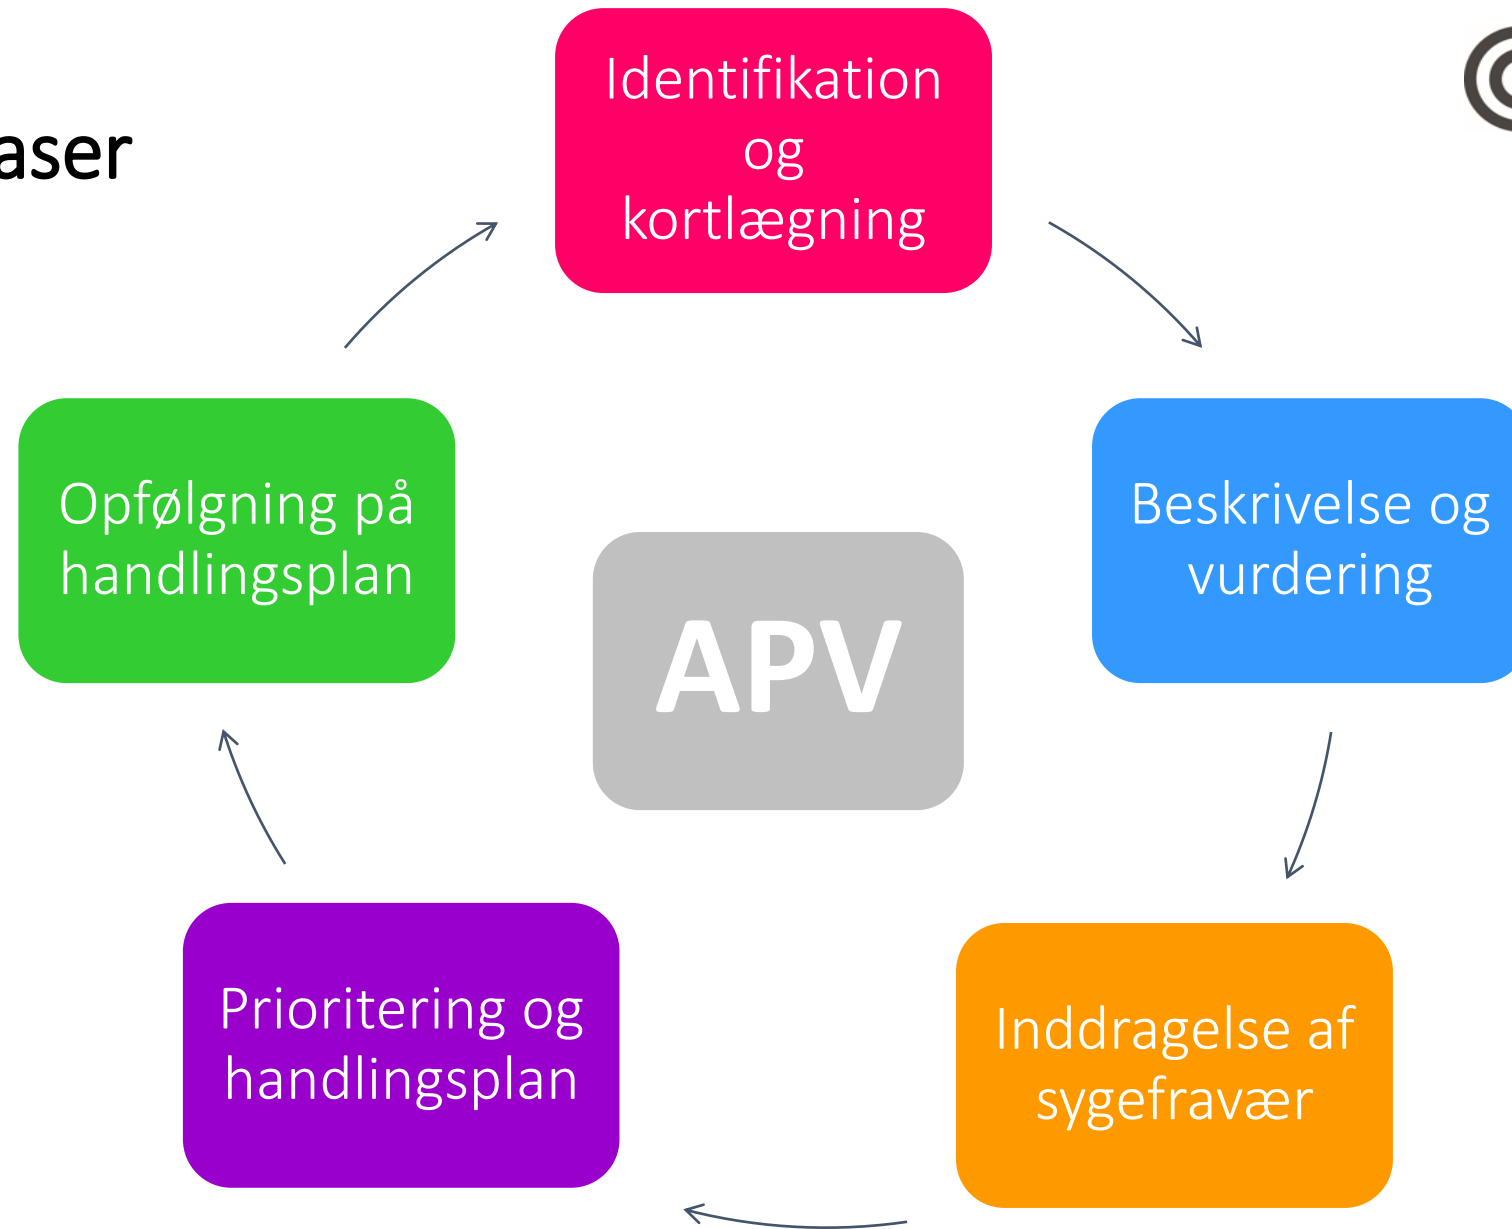 aser
Identifikation
og
kortlægning
Beskrivelse og
vurdering
Inddragelse af
sygefravær
Prioritering og
handlingsplan
Opfølgning på
handlingsplan
APV